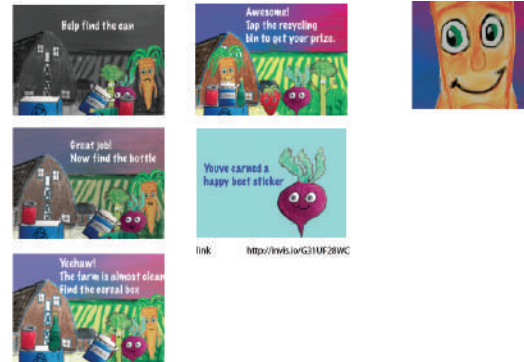 Help find the can
Great job!
Now find the bottle
Yeehaw!
The farm is almost clean
Find the cereal box
Awesome!
Tap the recycling
bin to get your prize.
Youve earned a
happy beet sticker
link http://invis.io/G31UF28WC